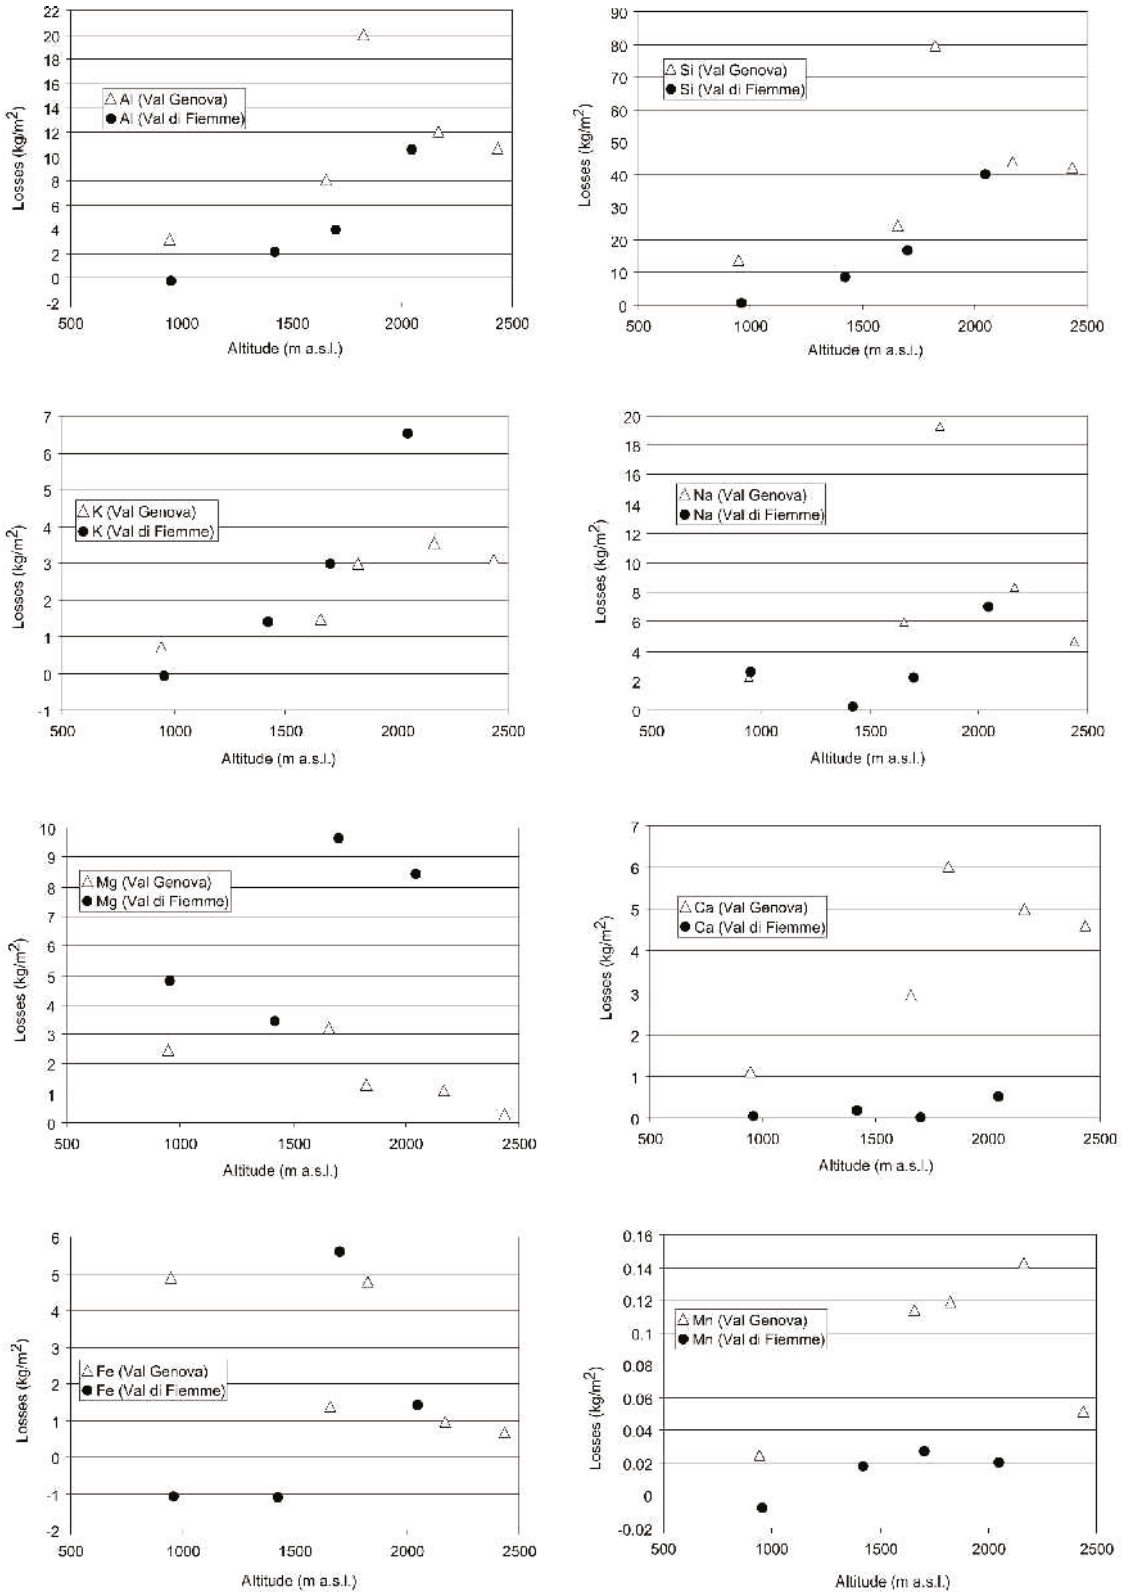 22
20
18
16
14
12
10
8
6
4
2
0
-2
Losses (kg/m²)
Al (Val Genova)
Al (Val di Fiemme)
500 1000 1500 2000 2500
Altitude (m a.s.l.)
90
80
70
60
50
40
30
20
10
0
Losses (kg/m²)
Si (Val Genova)
Si (Val di Fiemme)
500 1000 1500 2000 2500
Altitude (m a.s.l.)
7
6
5
4
3
2
1
0
-1
Losses (kg/m²)
K (Val Genova)
K (Val di Fiemme)
500 1000 1500 2000 2500
Altitude (m a.s.l.)
20
18
16
14
12
10
8
6
4
2
0
Losses (kg/m²)
Na (Val Genova)
Na (Val di Fiemme)
500 1000 1500 2000 2500
Altitude (m a.s.l.)
10
9
8
7
6
5
4
3
2
1
0
Losses (kg/m²)
Mg (Val Genova)
Mg (Val di Fiemme)
500 1000 1500 2000 2500
Altitude (m a.s.l.)
7
6
5
4
3
2
1
0
Losses (kg/m²)
Ca (Val Genova)
Ca (Val di Fiemme)
500 1000 1500 2000 2500
Altitude (m a.s.l.)
6
5
4
3
2
1
0
-1
-2
Losses (kg/m²)
Fe (Val Genova)
Fe (Val di Fiemme)
500 1000 1500 2000 2500
Altitude (m a.s.l.)
0.16
0.14
0.12
0.1
0.08
0.06
0.04
0.02
0
-0.02
Losses (kg/m²)
Mn (Val Genova)
Mn (Val di Fiemme)
500 1000 1500 2000 2500
Altitude (m a.s.l.)